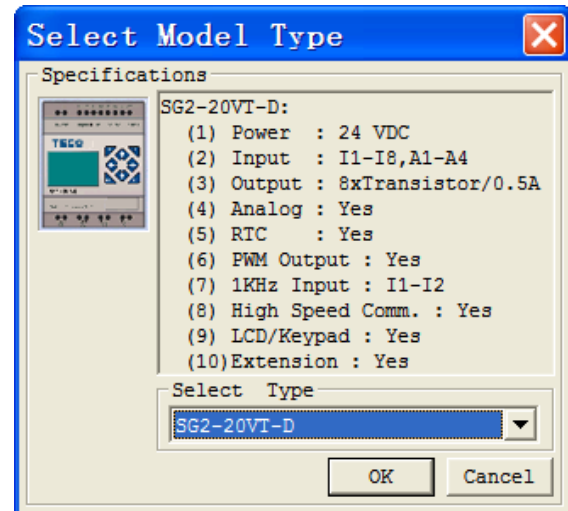 Select Model Type
Specifications
TECO
SG2-20VT-D:
(1) Power : 24 VDC
(2) Input : I1-I8,A1-A4
(3) Output : 8xTransistor/0.5A
(4) Analog : Yes
(5) RTC : Yes
(6) PWM Output : Yes
(7) 1KHz Input : I1-I2
(8) High Speed Comm. : Yes
(9) LCD/Keypad : Yes
(10)Extension : Yes
Select Type
SG2-20VT-D
OK Cancel